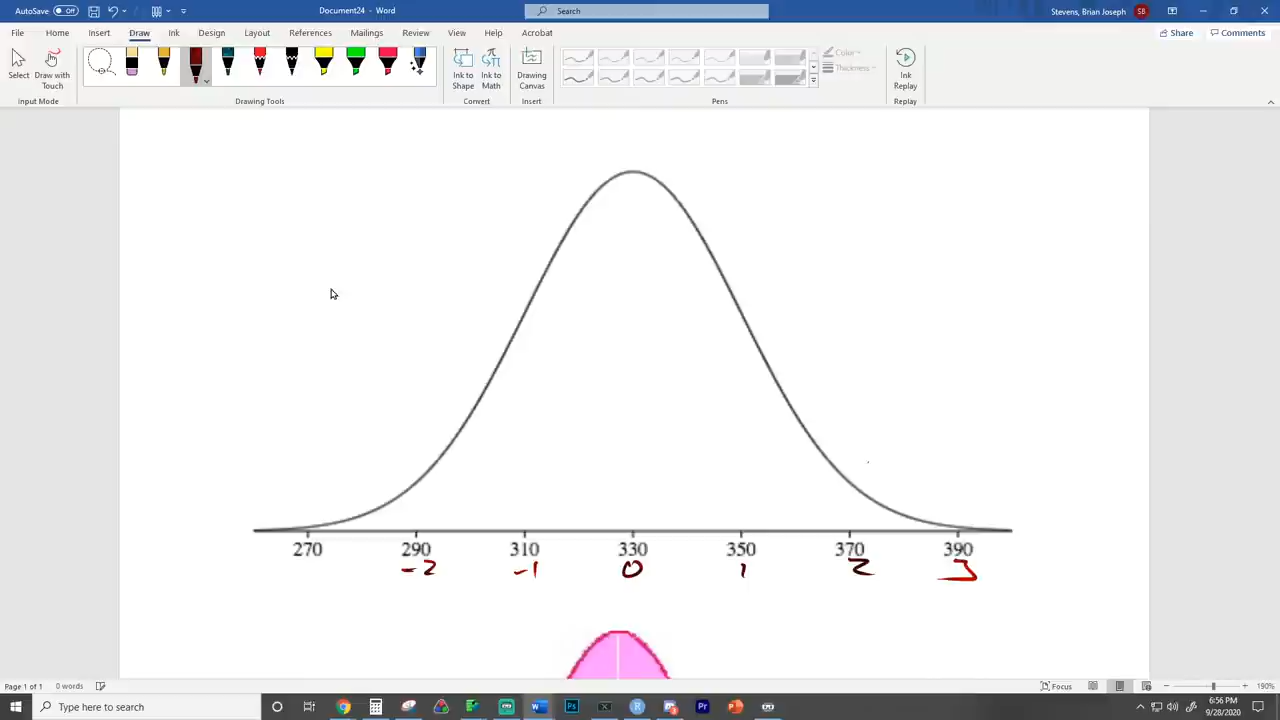 AutoSave Off Document24 - Word Search Stevens, Brian Joseph SB
File Home Insert Draw Ink Design Layout References Mailings Review View Help Acrobat Share Comments
Select Draw with Touch Ink to Shape Ink to Math Drawing Canvas Color Thickness Ink Replay
Input Mode Drawing Tools Convert Insert Pens Replay
270 290 310 330 350 370 390
-2 -1 0 1 2 3
Page 1 of 1 0 words Focus 190%
Type here to search 6:56 PM
9/28/2020